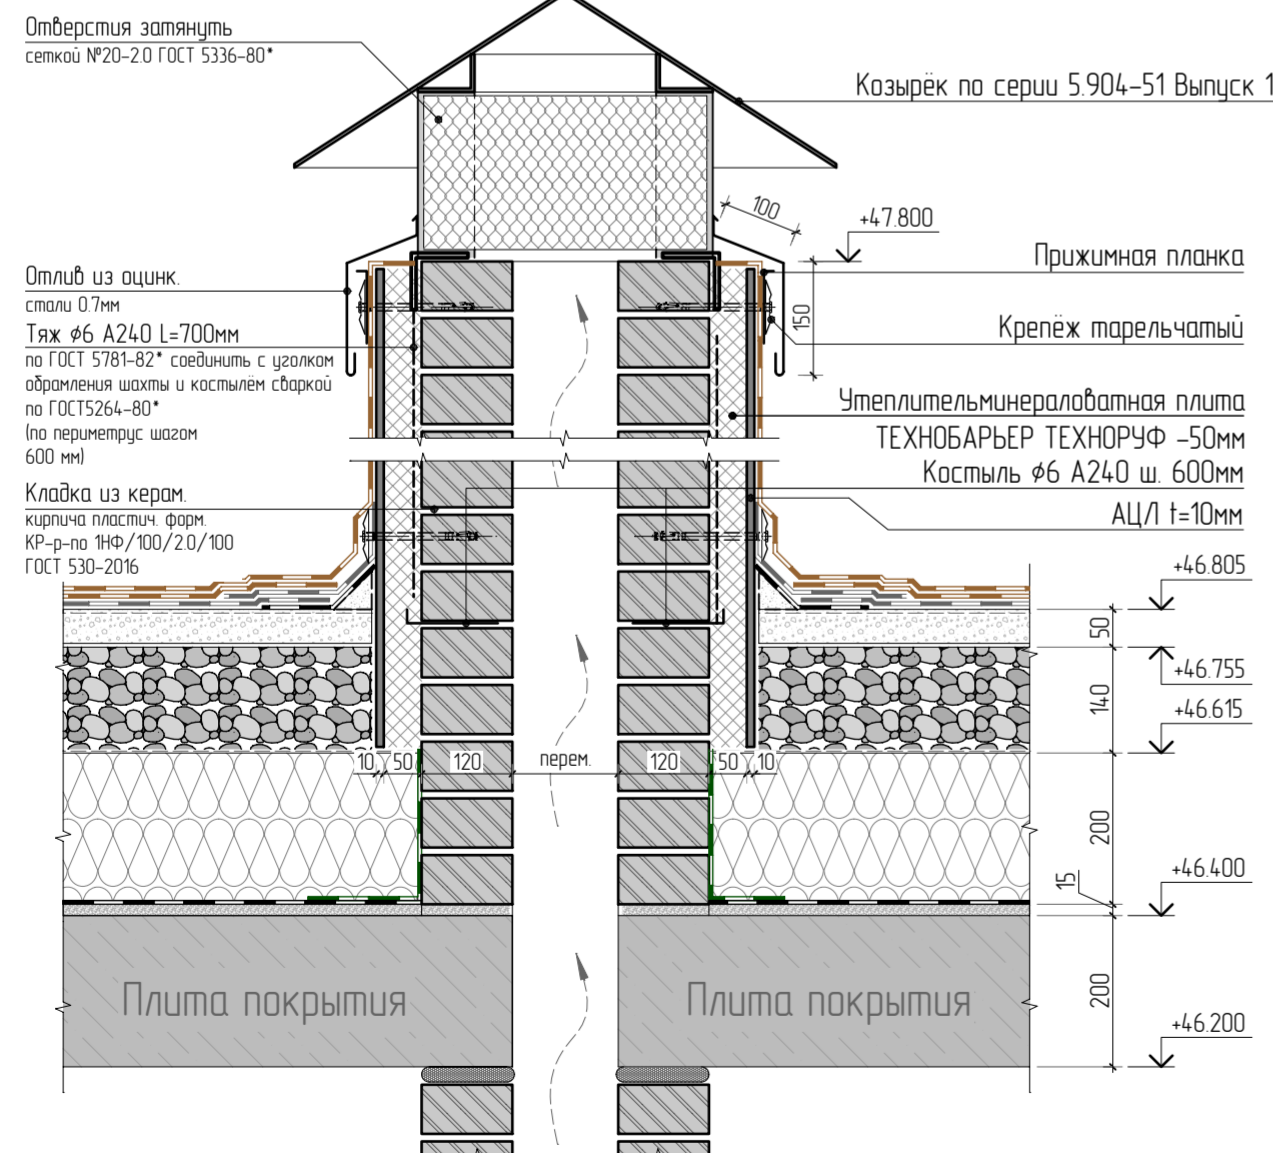 Отверстия затянуть
сеткой №20-2.0 ГОСТ 5336-80*
Козырёк по серии 5.904-51 Выпуск 1
100
+47.800
Прижимная планка
Отлив из оцинк.
стали 0.7мм
Крепёж тарельчатый
150
Тяж ϕ6 А240 L=700мм
по ГОСТ 5781-82* соединить с уголком
обрамления шахты и костылём сваркой
по ГОСТ5264-80*
(по периметрус шагом
600 мм)
Утеплительминераловатная плита
ТЕХНОБАРЬЕР ТЕХНОРУФ -50мм
Костыль ϕ6 А240 ш. 600мм
АЦЛ t=10мм
Кладка из керам.
кирпича пластич. форм.
КР-р-по 1НФ/100/2.0/100
ГОСТ 530-2016
+46.805
50
+46.755
140
+46.615
10 50 120 перем. 120 50 10
200
15
+46.400
Плита покрытия
Плита покрытия
200
+46.200